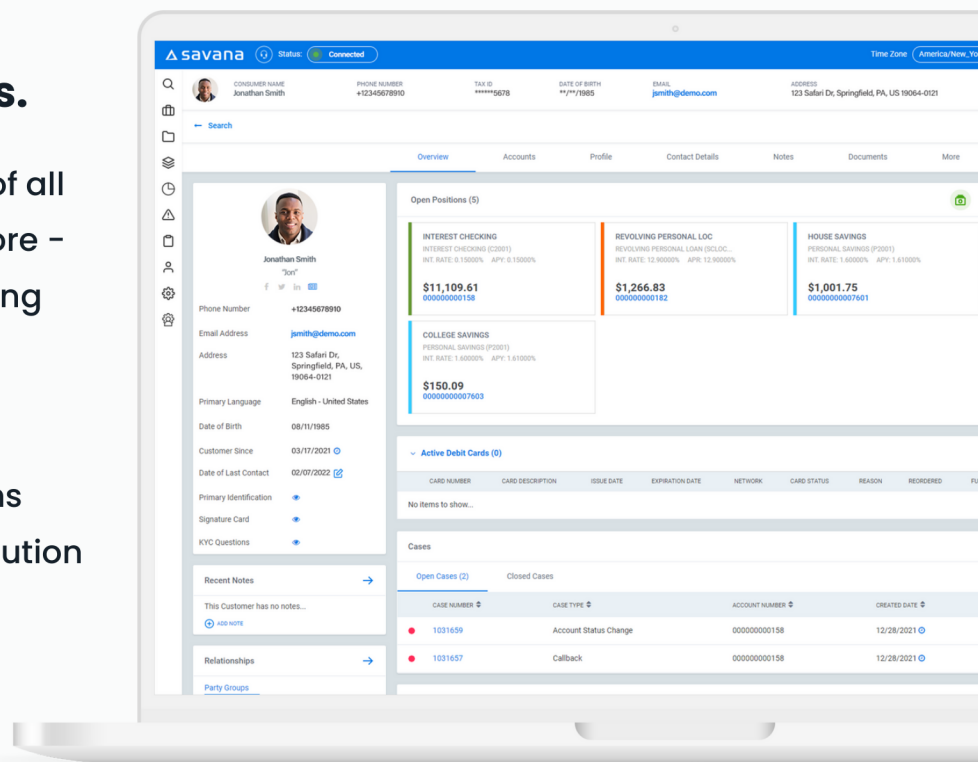 s.
of all
ore -
ng
ns
ution
savana
Status: Connected
Time Zone America/New_Yo
CONSUMER NAME PHONE NUMBER TAX ID DATE OF BIRTH EMAIL ADDRESS
Jonathan Smith +12345678910 ******5678 **/**/1985 jsmith@demo.com 123 Safari Dr, Springfield, PA, US 19064-0121
← Search
Overview Accounts Profile Contact Details Notes Documents More
Jonathan Smith
"Jon"
Phone Number +12345678910
Email Address jsmith@demo.com
Address 123 Safari Dr,
Springfield, PA, US,
19064-0121
Primary Language English - United States
Date of Birth 08/11/1985
Customer Since 03/17/2021
Date of Last Contact 02/07/2022
Primary Identification
Signature Card
KYC Questions
Recent Notes →
This Customer has no notes...
ADD NOTE
Relationships →
Party Groups
Open Positions (5)
INTEREST CHECKING
INTEREST CHECKING (C2001)
INT. RATE: 0.15000% APY: 0.15000%
$11,109.61
000000000158
REVOLVING PERSONAL LOC
REVOLVING PERSONAL LOAN (SCLOC...
INT. RATE: 12.90000% APR: 12.90000%
$1,266.83
000000000182
HOUSE SAVINGS
PERSONAL SAVINGS (P2001)
INT. RATE: 1.60000% APY: 1.61000%
$1,001.75
00000000007601
COLLEGE SAVINGS
PERSONAL SAVINGS (P2001)
INT. RATE: 1.60000% APY: 1.61000%
$150.09
00000000007603
Active Debit Cards (0)
CARD NUMBER CARD DESCRIPTION ISSUE DATE EXPIRATION DATE NETWORK CARD STATUS REASON REORDERED FU
No items to show...
Cases
Open Cases (2) Closed Cases
CASE NUMBER CASE TYPE ACCOUNT NUMBER CREATED DATE
1031659 Account Status Change 000000000158 12/28/2021
1031657 Callback 000000000158 12/28/2021